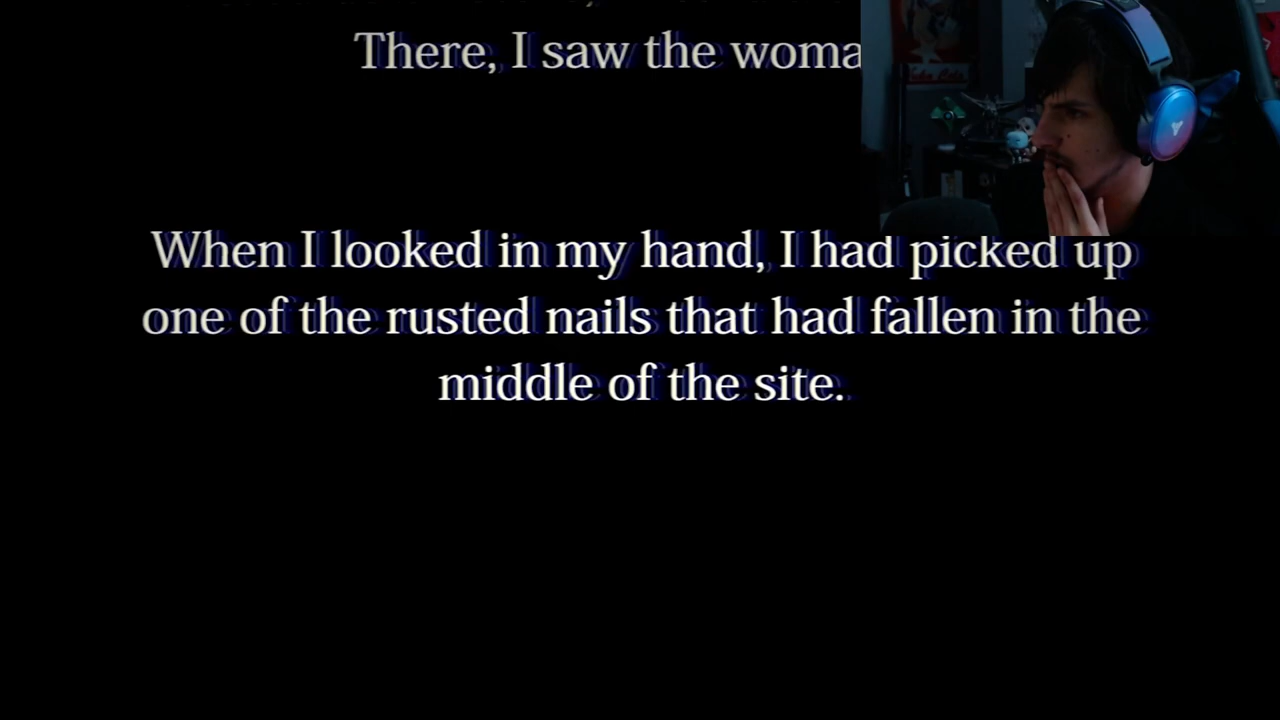 There, I saw the woma
When I looked in my hand, I had picked up
one of the rusted nails that had fallen in the
middle of the site.